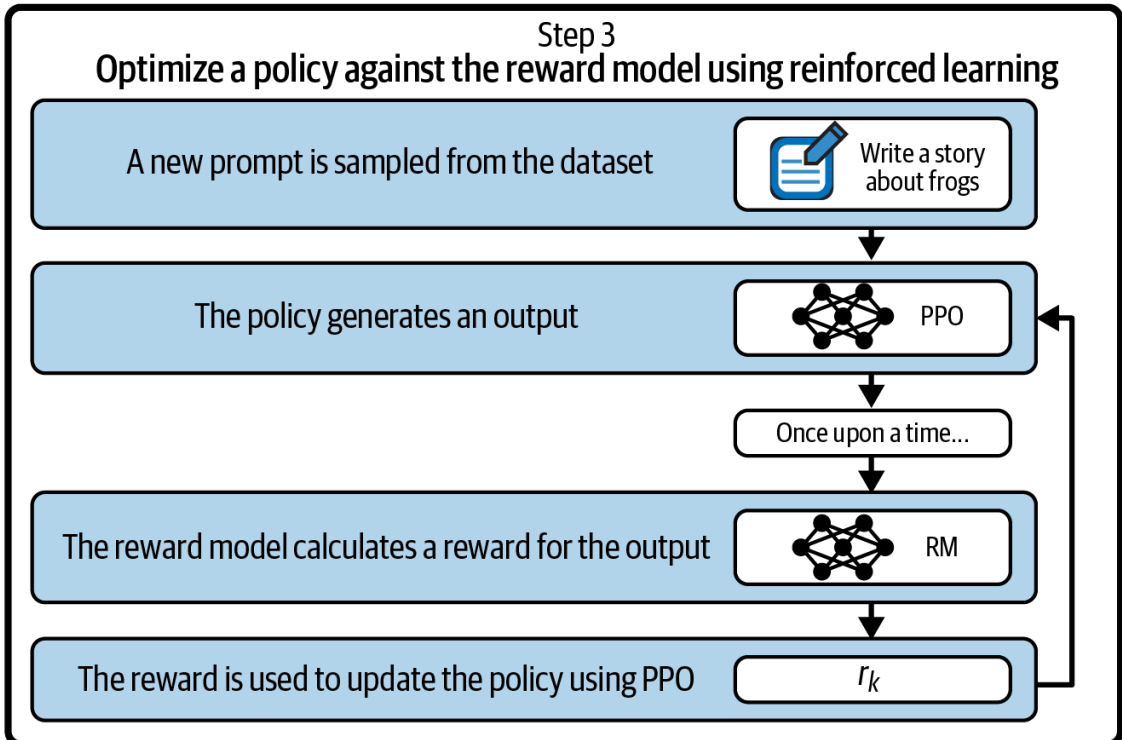 Step 3
Optimize a policy against the reward model using reinforced learning
A new prompt is sampled from the dataset
Write a story
about frogs
The policy generates an output
PPO
Once upon a time...
The reward model calculates a reward for the output
RM
The reward is used to update the policy using PPO
rₖ